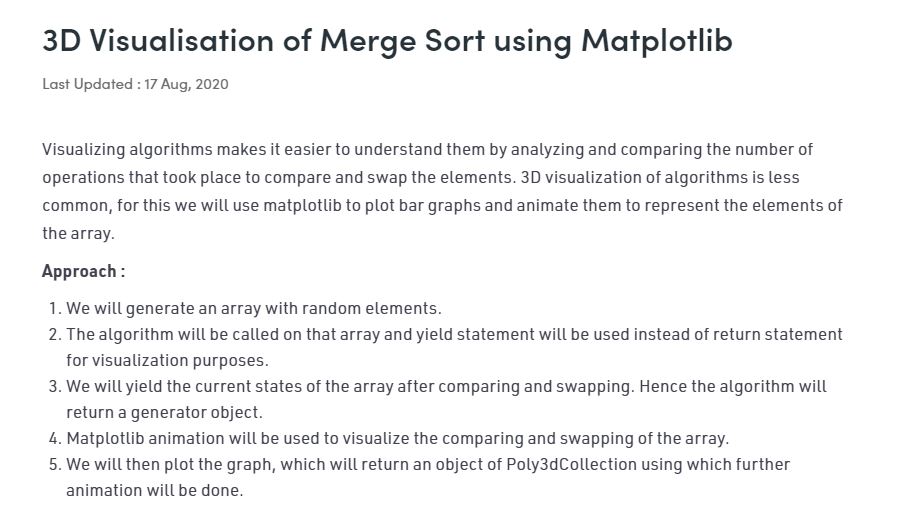 3D Visualisation of Merge Sort using Matplotlib
Last Updated : 17 Aug, 2020
Visualizing algorithms makes it easier to understand them by analyzing and comparing the number of
operations that took place to compare and swap the elements. 3D visualization of algorithms is less
common, for this we will use matplotlib to plot bar graphs and animate them to represent the elements of
the array.
Approach :
1. We will generate an array with random elements.
2. The algorithm will be called on that array and yield statement will be used instead of return statement
for visualization purposes.
3. We will yield the current states of the array after comparing and swapping. Hence the algorithm will
return a generator object.
4. Matplotlib animation will be used to visualize the comparing and swapping of the array.
5. We will then plot the graph, which will return an object of Poly3dCollection using which further
animation will be done.